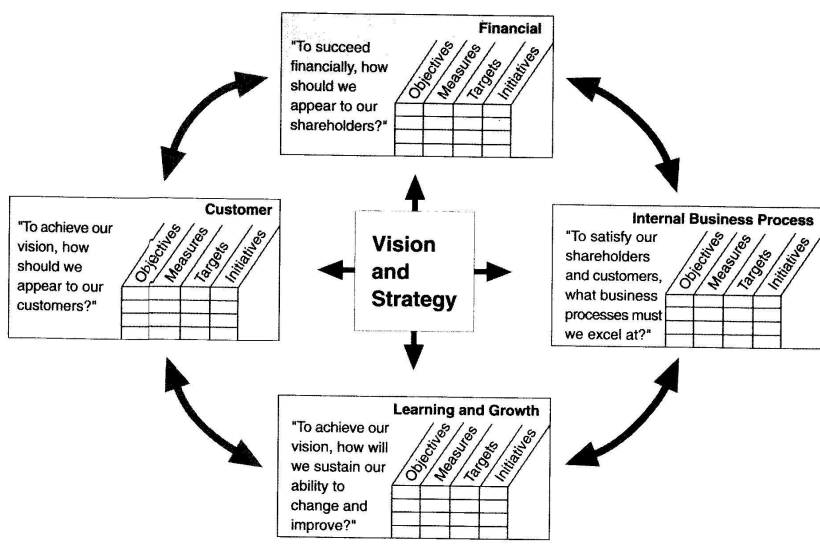 Financial
"To succeed
financially, how
should we
appear to our
shareholders?"
Objectives
Measures
Targets
Initiatives
Customer
"To achieve our
vision, how
should we
appear to our
customers?"
Objectives
Measures
Targets
Initiatives
Vision
and
Strategy
Internal Business Process
"To satisfy our
shareholders
and customers,
what business
processes must
we excel at?"
Objectives
Measures
Targets
Initiatives
Learning and Growth
"To achieve our
vision, how will
we sustain our
ability to
change and
improve?"
Objectives
Measures
Targets
Initiatives